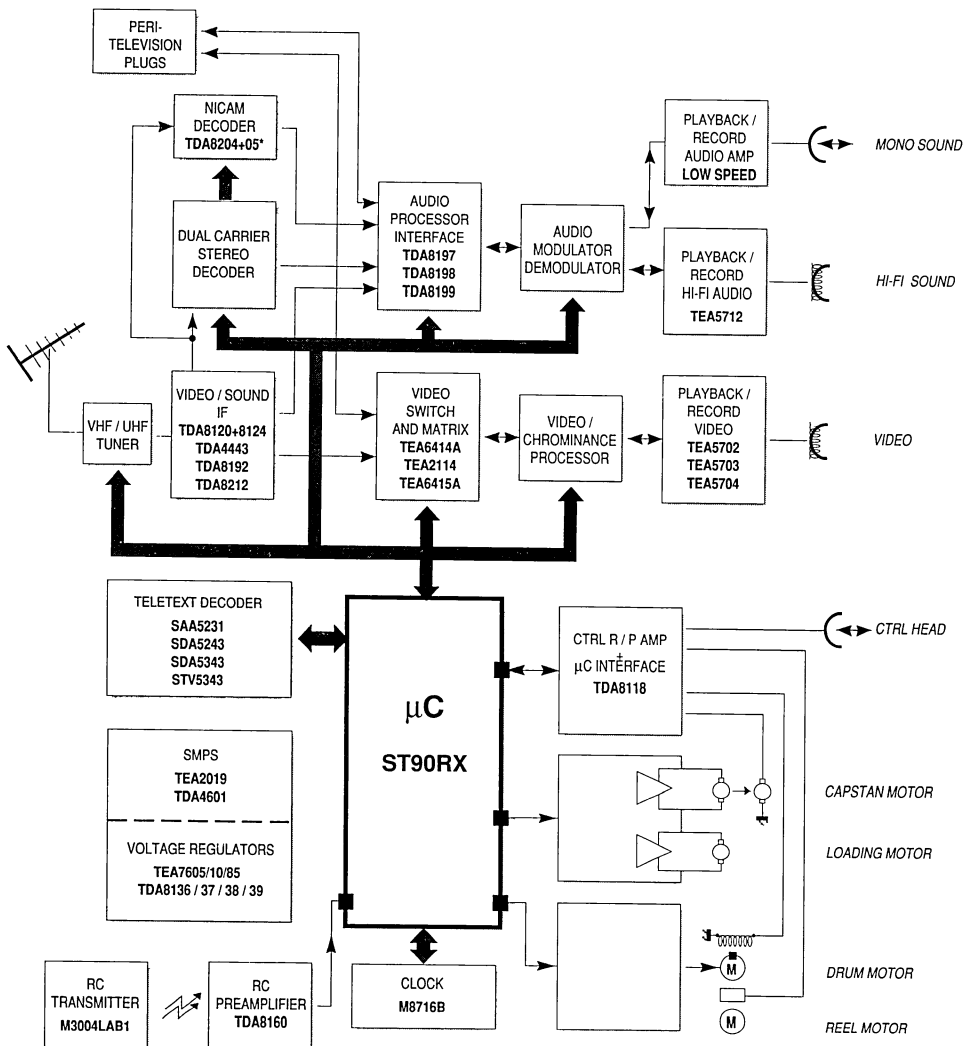 PERI-
TELEVISION
PLUGS
NICAM
DECODER
TDA8204+05*
PLAYBACK /
RECORD
AUDIO AMP
LOW SPEED
MONO SOUND
DUAL CARRIER
STEREO
DECODER
AUDIO
PROCESSOR
INTERFACE
TDA8197
TDA8198
TDA8199
AUDIO
MODULATOR
DEMODULATOR
PLAYBACK /
RECORD
HI-FI AUDIO
TEA5712
HI-FI SOUND
VHF / UHF
TUNER
VIDEO / SOUND
IF
TDA8120+8124
TDA4443
TDA8192
TDA8212
VIDEO
SWITCH
AND MATRIX
TEA6414A
TEA2114
TEA6415A
VIDEO /
CHROMINANCE
PROCESSOR
PLAYBACK /
RECORD
VIDEO
TEA5702
TEA5703
TEA5704
VIDEO
TELETEXT DECODER
SAA5231
SDA5243
SDA5343
STV5343
μC
ST90RX
CTRL R / P AMP
+
μC INTERFACE
TDA8118
CTRL HEAD
SMPS
TEA2019
TDA4601
VOLTAGE REGULATORS
TEA7605/10/85
TDA8136 / 37 / 38 / 39
CAPSTAN MOTOR
LOADING MOTOR
RC
TRANSMITTER
M3004LAB1
RC
PREAMPLIFIER
TDA8160
CLOCK
M8716B
M
DRUM MOTOR
M
REEL MOTOR